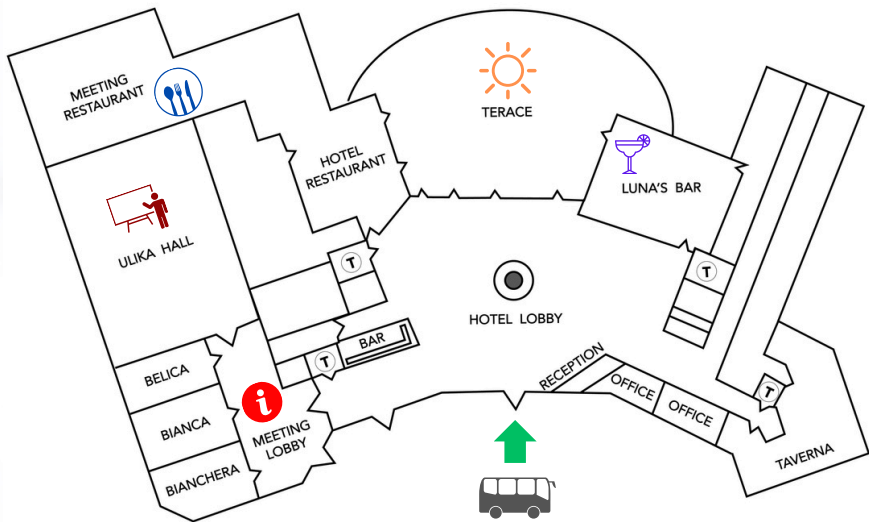 MEETING
RESTAURANT
TERACE
HOTEL
RESTAURANT
LUNA'S BAR
ULIKA HALL
T
T
HOTEL LOBBY
BAR
T
RECEPTION
BELICA
i
OFFICE
OFFICE
T
BIANCA
MEETING
LOBBY
TAVERNA
BIANCHERA